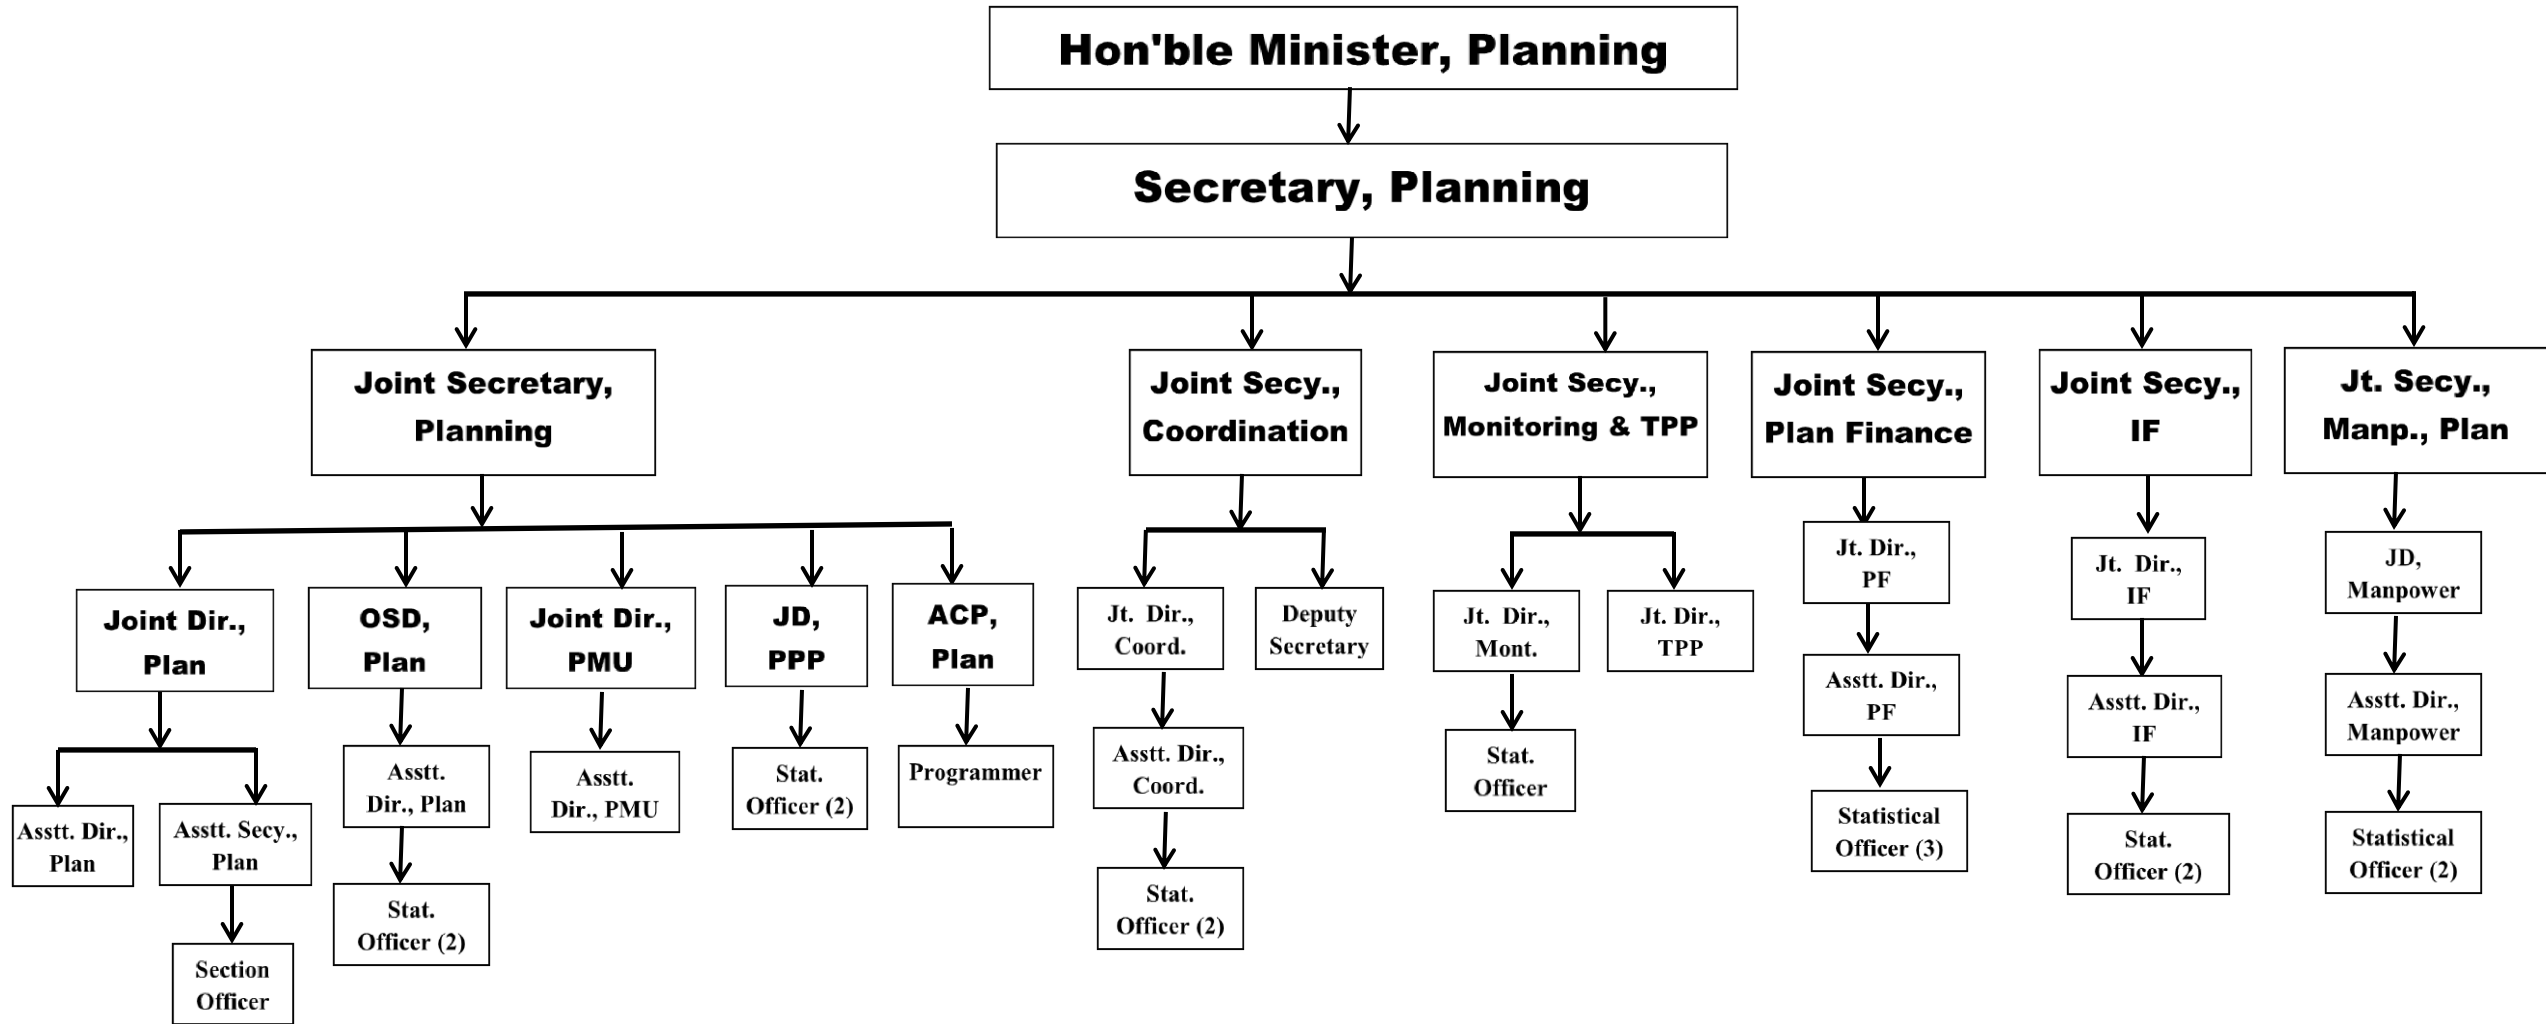 Hon'ble Minister, Planning
Secretary, Planning
Joint Secretary,
Planning
Joint Secy.,
Coordination
Joint Secy.,
Monitoring & TPP
Joint Secy.,
Plan Finance
Joint Secy.,
IF
Jt. Secy.,
Manp., Plan
Joint Dir.,
Plan
OSD,
Plan
Joint Dir.,
PMU
JD,
PPP
ACP,
Plan
Jt. Dir.,
Coord.
Deputy
Secretary
Jt. Dir.,
Mont.
Jt. Dir.,
TPP
Jt. Dir.,
PF
Jt. Dir.,
IF
JD,
Manpower
Asstt. Dir.,
Plan
Asstt. Secy.,
Plan
Asstt.
Dir., Plan
Asstt.
Dir., PMU
Stat.
Officer (2)
Programmer
Asstt. Dir.,
Coord.
Stat.
Officer
Asstt. Dir.,
PF
Asstt. Dir.,
IF
Asstt. Dir.,
Manpower
Section
Officer
Stat.
Officer (2)
Stat.
Officer (2)
Statistical
Officer (3)
Stat.
Officer (2)
Statistical
Officer (2)